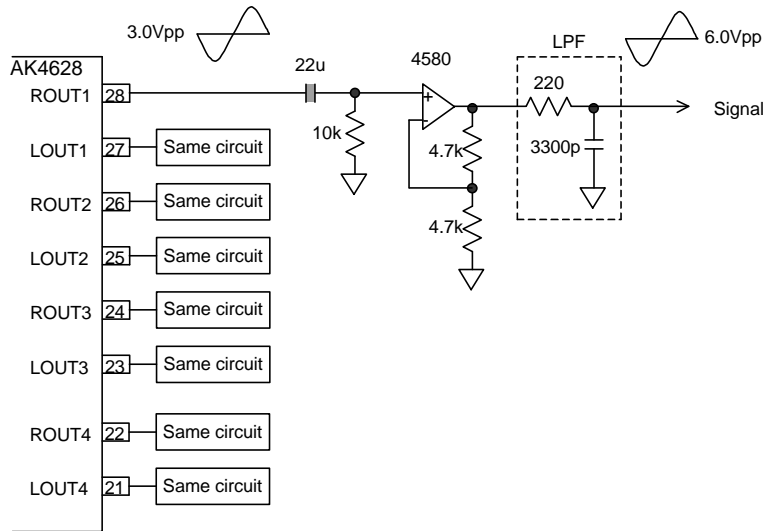 3.0Vpp
6.0Vpp
LPF
AK4628
22u
4580
220
ROUT1 28
+
-
Signal
10k
4.7k
3300p
LOUT1 27 Same circuit
ROUT2 26 Same circuit
4.7k
LOUT2 25 Same circuit
ROUT3 24 Same circuit
LOUT3 23 Same circuit
ROUT4 22 Same circuit
LOUT4 21 Same circuit